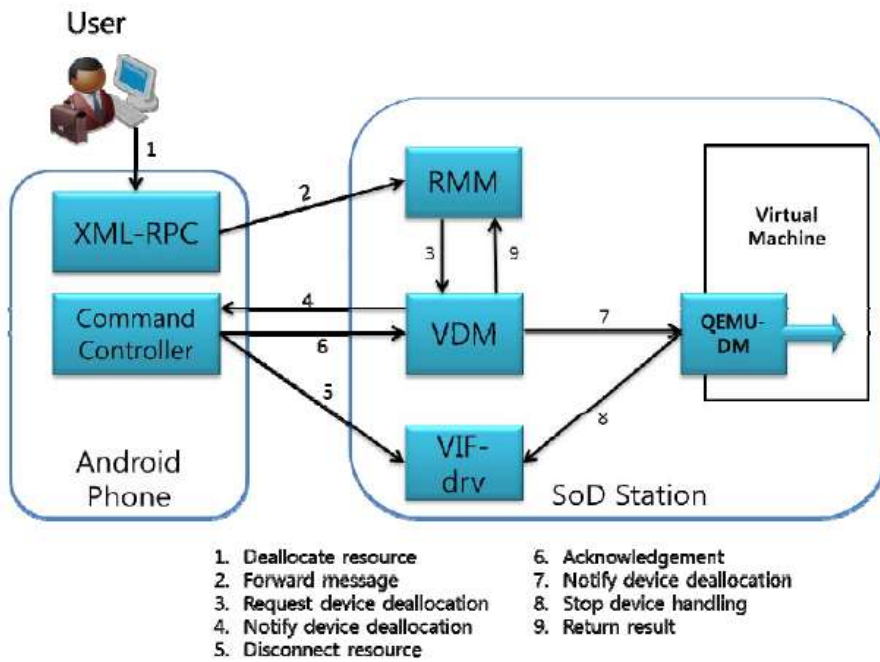 User
1
2
XML-RPC
RMM
Virtual
Machine
3
9
4
Command
Controller
6
VDM
7
QEMU-
DM
5
8
VIF-
drv
Android
Phone
SoD Station
1. Deallocate resource
2. Forward message
3. Request device deallocation
4. Notify device deallocation
5. Disconnect resource
6. Acknowledgement
7. Notify device deallocation
8. Stop device handling
9. Return result